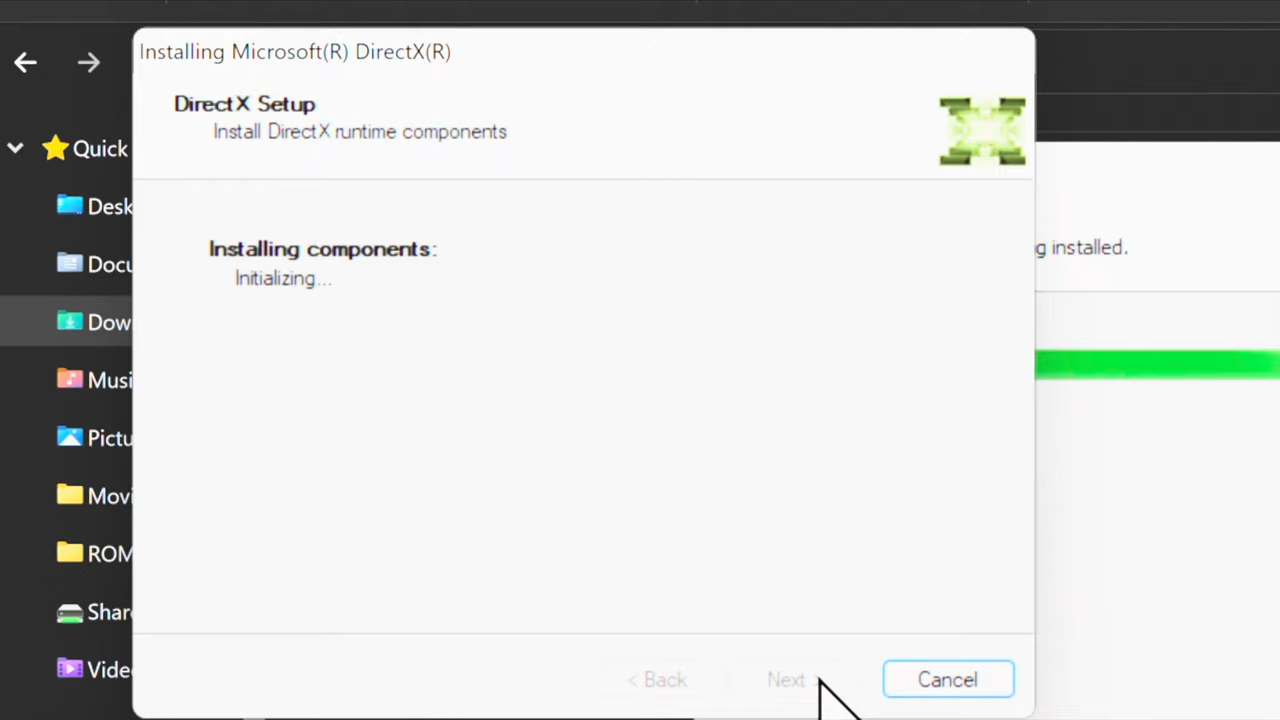 Installing Microsoft(R) DirectX(R)
DirectX Setup
Install DirectX runtime components
Quick
Desk
Installing components:
g installed.
Docu
Initializing...
Dow
Musi
Pictu
Movi
ROM
Shar
Vide
< Back
Next >
Cancel